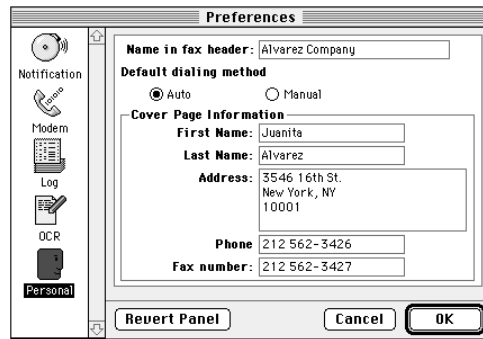 Preferences
Notification
Modem
Log
OCR
Personal
Name in fax header: Alvarez Company
Default dialing method
Auto Manual
Cover Page Information
First Name: Juanita
Last Name: Alvarez
Address: 3546 16th St.
New York, NY
10001
Phone 212 562-3426
Fax number: 212 562-3427
Revert Panel Cancel OK